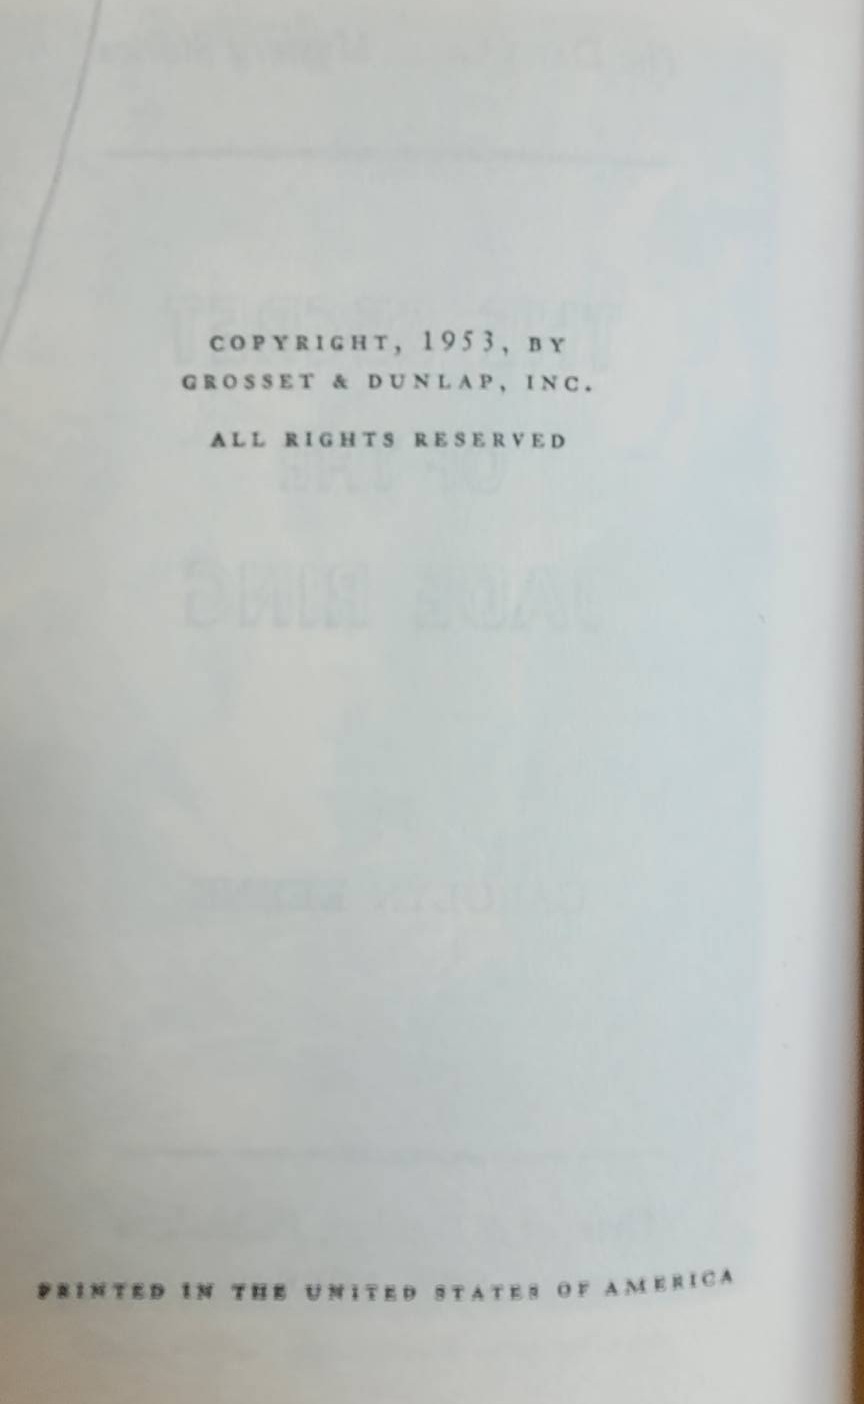 COPYRIGHT, 1953, BY
GROSSET & DUNLAP, INC.
ALL RIGHTS RESERVED
PRINTED IN THE UNITED STATES OF AMERICA